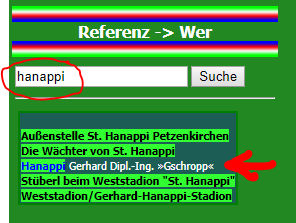 Referenz -> Wer
hanappi Suche
Außenstelle St. Hanappi Petzenkirchen
Die Wächter von St. Hanappi
Hanappi Gerhard Dipl.-Ing. »Gschropp«
Stüberl beim Weststadion "St. Hanappi"
Weststadion/Gerhard-Hanappi-Stadion